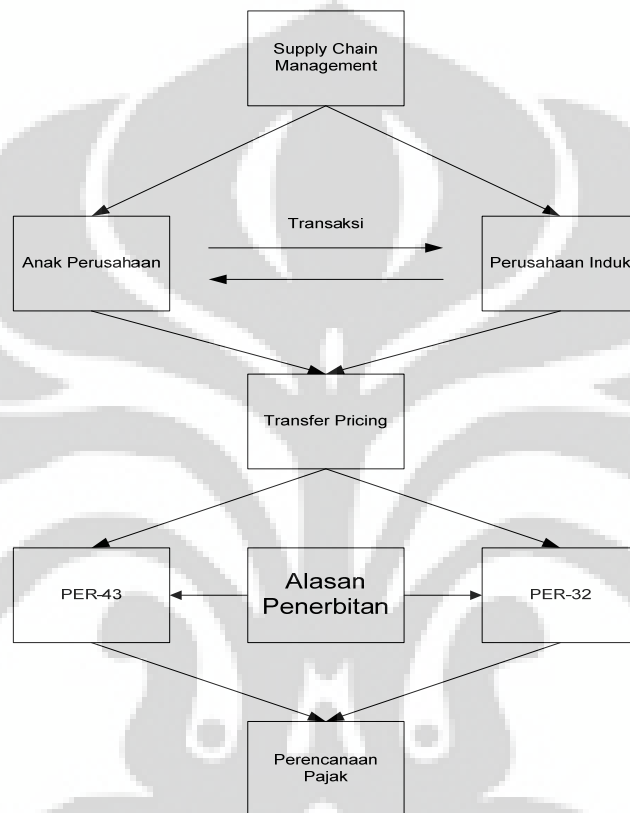 Supply Chain
Management
Transaksi
Anak Perusahaan
Perusahaan Induk
Transfer Pricing
PER-43
Alasan
Penerbitan
PER-32
Perencanaan
Pajak